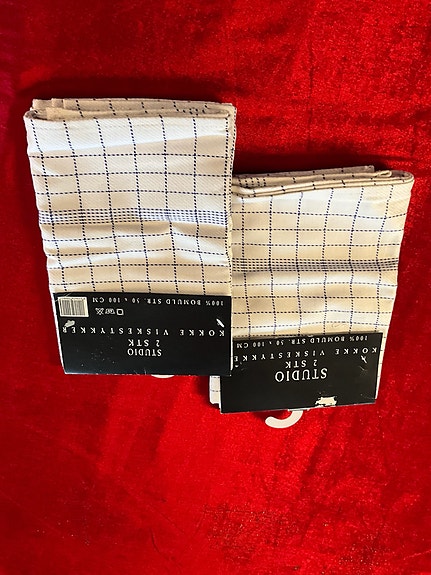 STUDIO
2 STK
KOKKE VISKESTYKKER
100% BOMULD STR. 50 x 100 CM
STUDIO
2 STK
KOKKE VISKESTYKKER
100% BOMULD STR. 50 x 100 CM